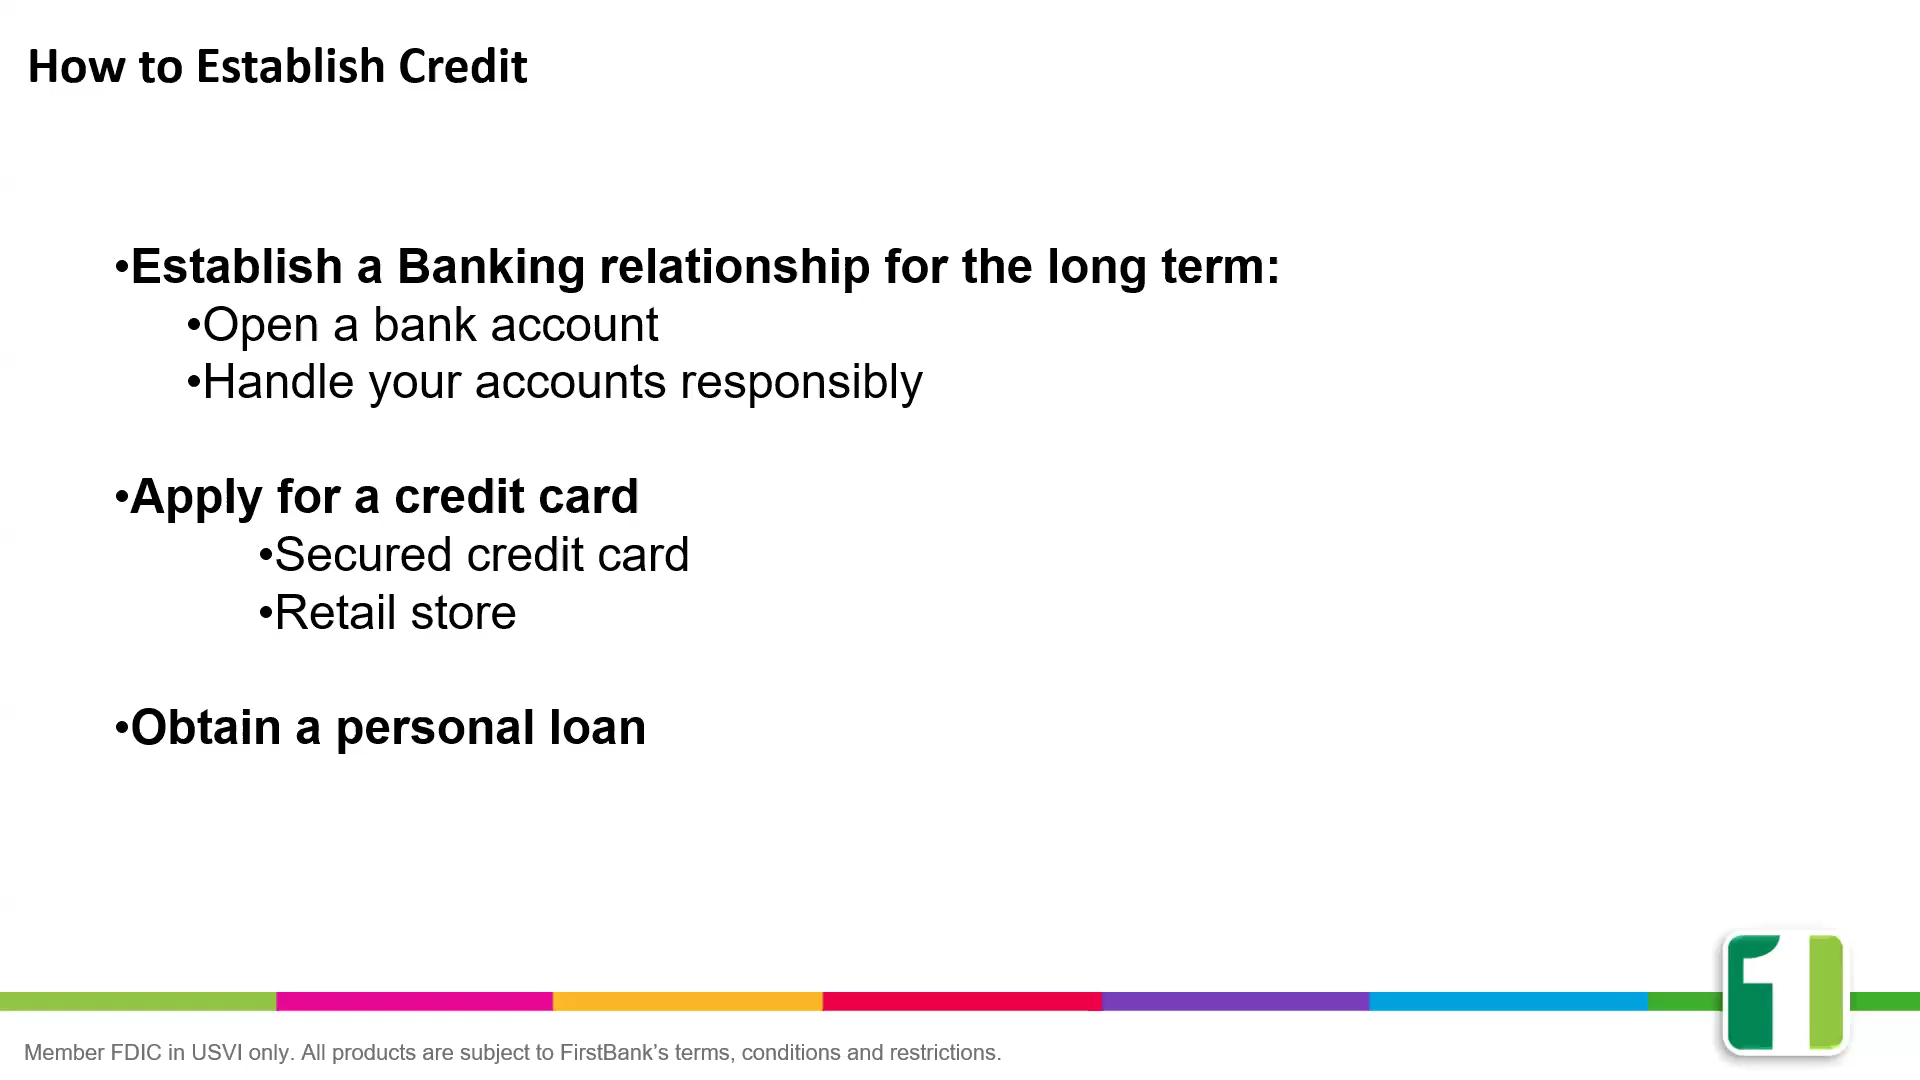 How to Establish Credit
•Establish a Banking relationship for the long term:
•Open a bank account
•Handle your accounts responsibly
•Apply for a credit card
•Secured credit card
•Retail store
•Obtain a personal loan
1
Member FDIC in USVI only. All products are subject to FirstBank’s terms, conditions and restrictions.